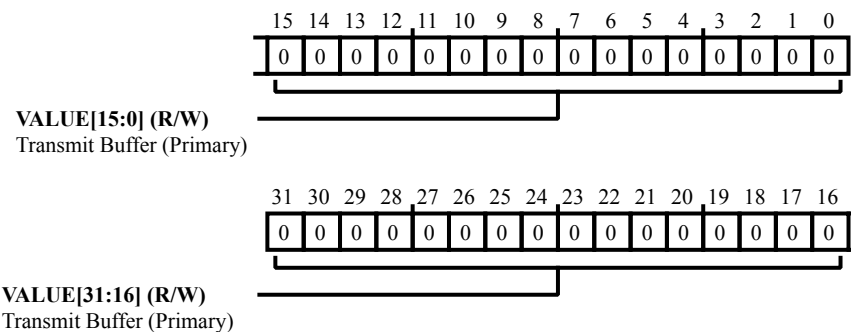 15 14 13 12 11 10 9 8 7 6 5 4 3 2 1 0
0 0 0 0 0 0 0 0 0 0 0 0 0 0 0 0
VALUE[15:0] (R/W)
Transmit Buffer (Primary)
31 30 29 28 27 26 25 24 23 22 21 20 19 18 17 16
0 0 0 0 0 0 0 0 0 0 0 0 0 0 0 0
VALUE[31:16] (R/W)
Transmit Buffer (Primary)